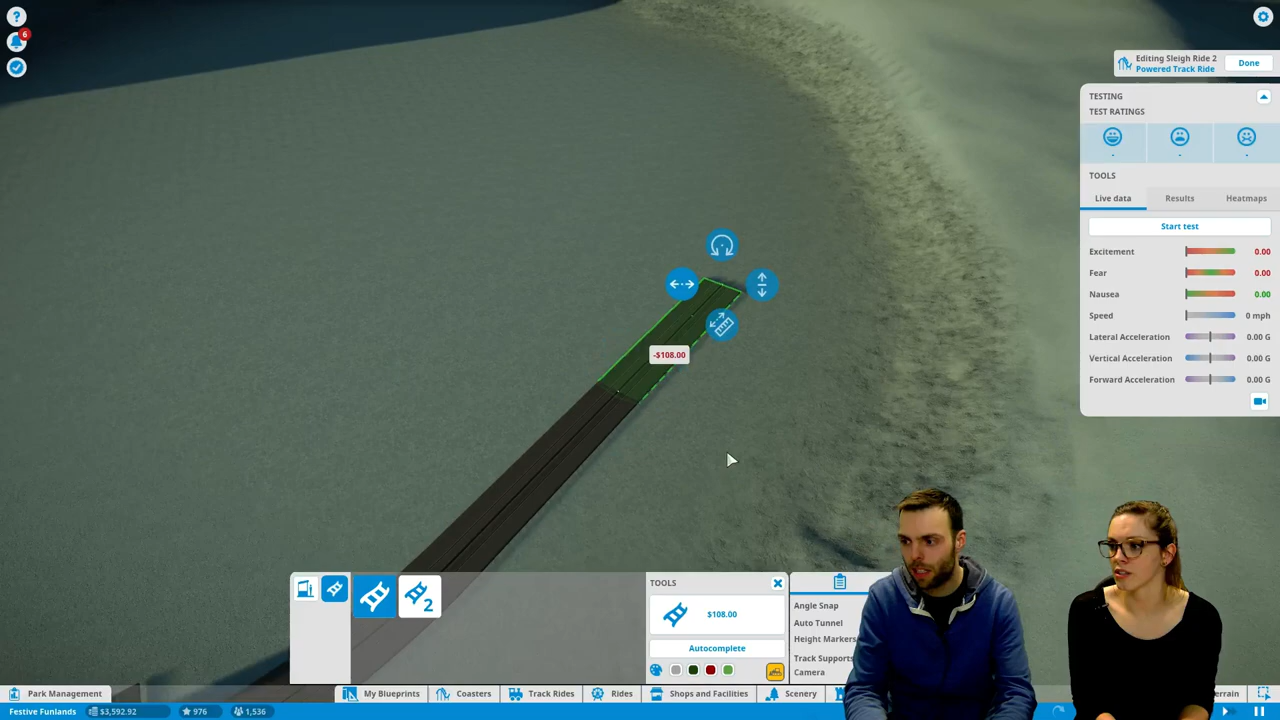 ?
6
Editing Sleigh Ride 2
Powered Track Ride
Done
TESTING
TEST RATINGS
-
-
-
TOOLS
Live data
Results
Heatmaps
Start test
Excitement
0.00
Fear
0.00
Nausea
0.00
Speed
0 mph
Lateral Acceleration
0.00 G
Vertical Acceleration
0.00 G
Forward Acceleration
0.00 G
-$108.00
2
TOOLS
$108.00
Autocomplete
Angle Snap
Auto Tunnel
Height Markers
Track Supports
Camera
Park Management
My Blueprints
Coasters
Track Rides
Rides
Shops and Facilities
Scenery
Festive Funlands
$3,592.92
976
1,536